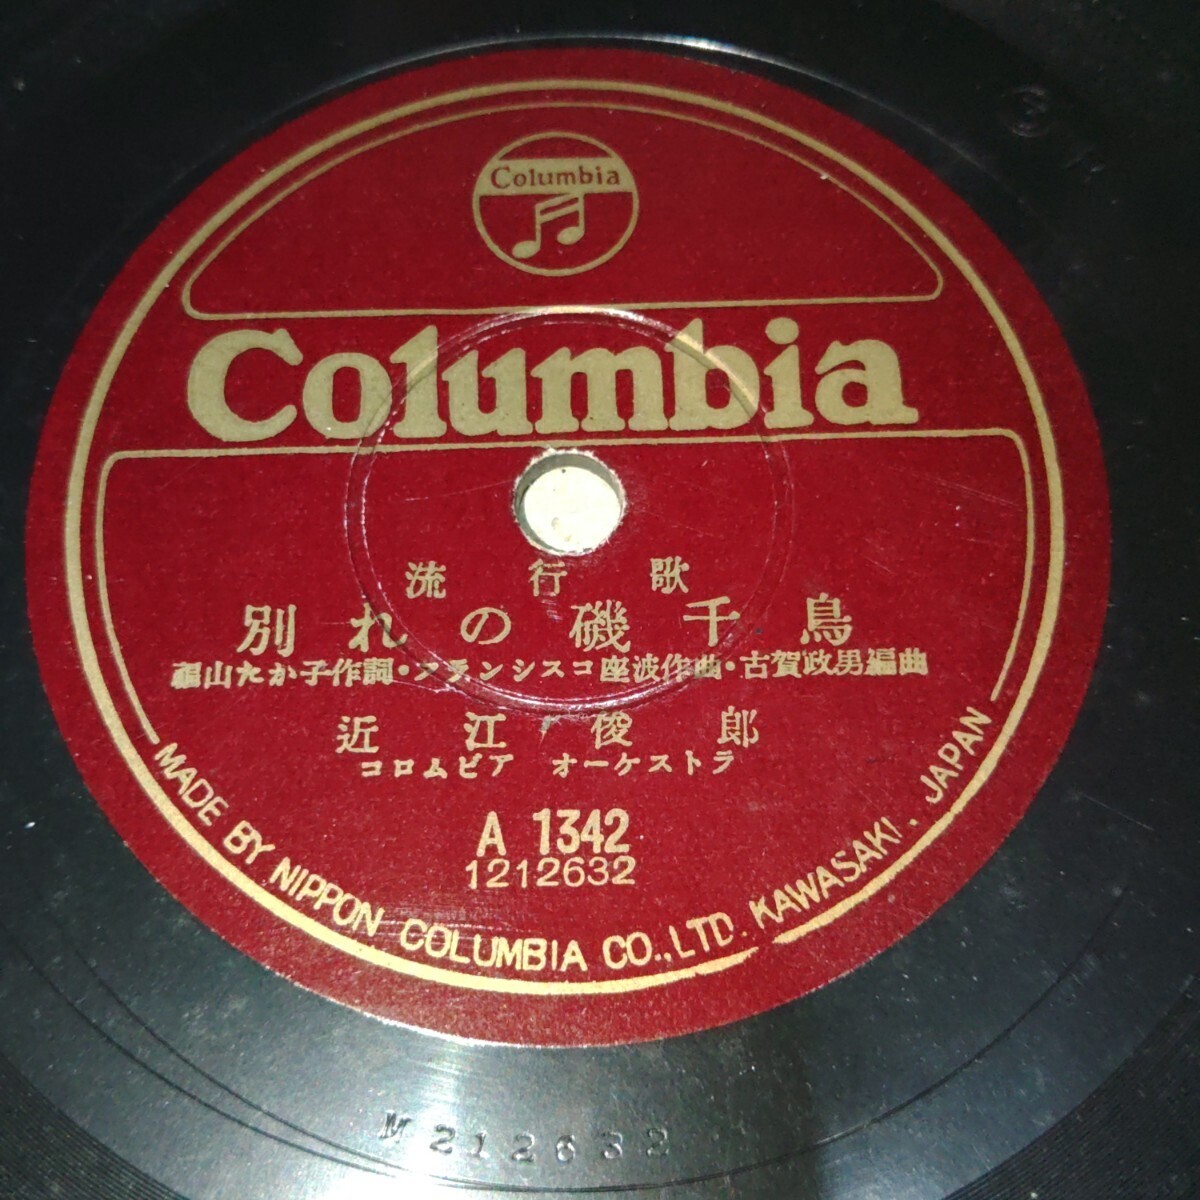 Columbia
Columbia
流行歌
別れの磯千鳥
福山たか子作詞・フランシスコ座波作曲・古賀政男編曲
近江俊郎
コロムビア オーケストラ
A 1342
1212632
MADE BY NIPPON COLUMBIA CO., LTD. KAWASAKI, JAPAN
M212632